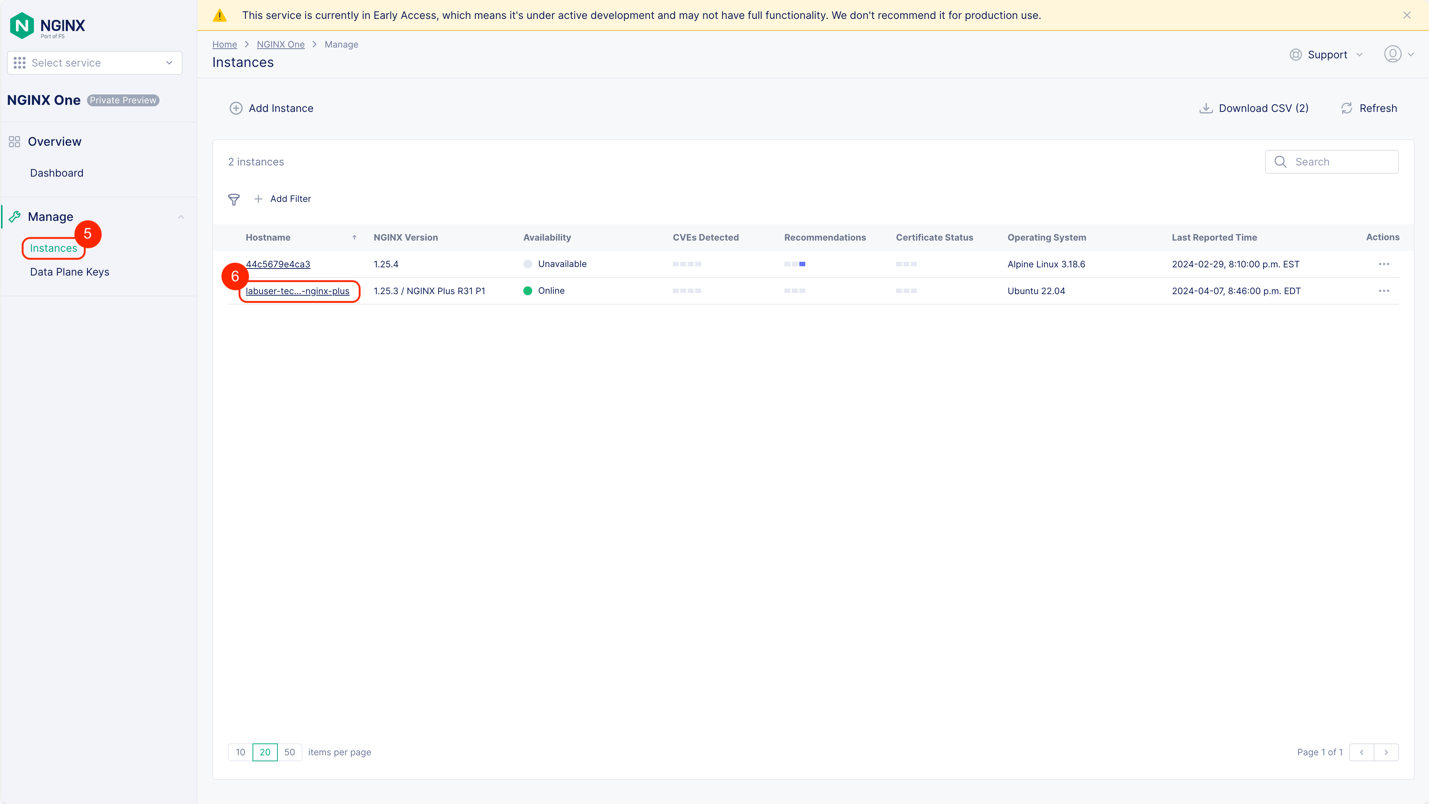 This service is currently in Early Access, which means it's under active development and may not have full functionality. We don't recommend it for production use.
NGINX
Part of F5
Select service
NGINX One Private Preview
Overview
Dashboard
Manage
5
Instances
Data Plane Keys
Home > NGINX One > Manage
Instances
Support
Add Instance
Download CSV (2)
Refresh
2 instances
Search
Add Filter
Hostname ↑ NGINX Version Availability CVEs Detected Recommendations Certificate Status Operating System Last Reported Time Actions
44c5679e4ca3 1.25.4 Unavailable Alpine Linux 3.18.6 2024-02-29, 8:10:00 p.m. EST ...
6
labuser-tec...-nginx-plus 1.25.3 / NGINX Plus R31 P1 Online Ubuntu 22.04 2024-04-07, 8:46:00 p.m. EDT ...
10 20 50 items per page
Page 1 of 1 < >